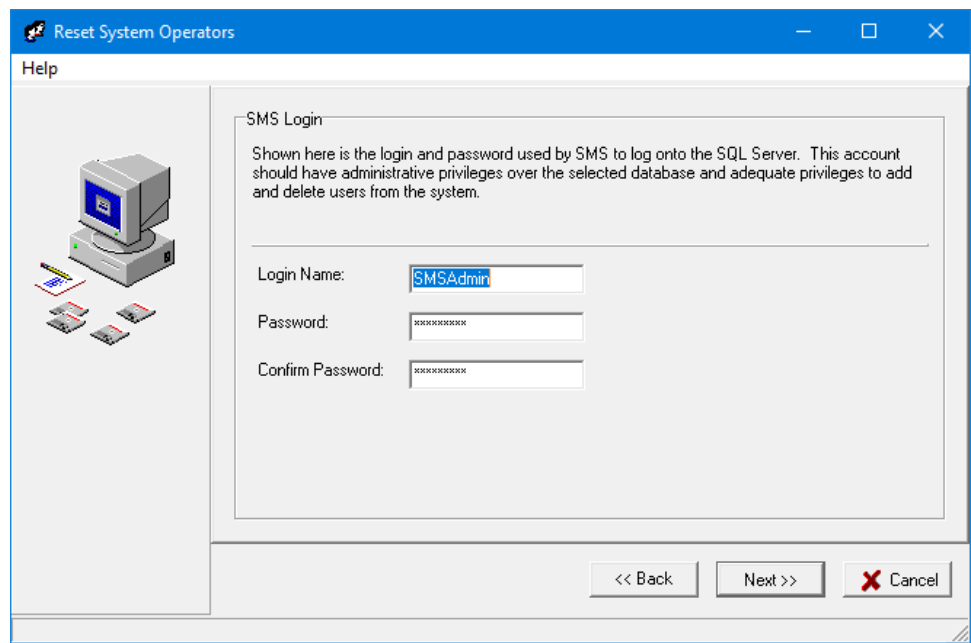 Reset System Operators
Help
SMS Login
Shown here is the login and password used by SMS to log onto the SQL Server.  This account
should have administrative privileges over the selected database and adequate privileges to add
and delete users from the system.
Login Name:
SMSAdmin
Password:
*********
Confirm Password:
*********
<< Back
Next >>
Cancel